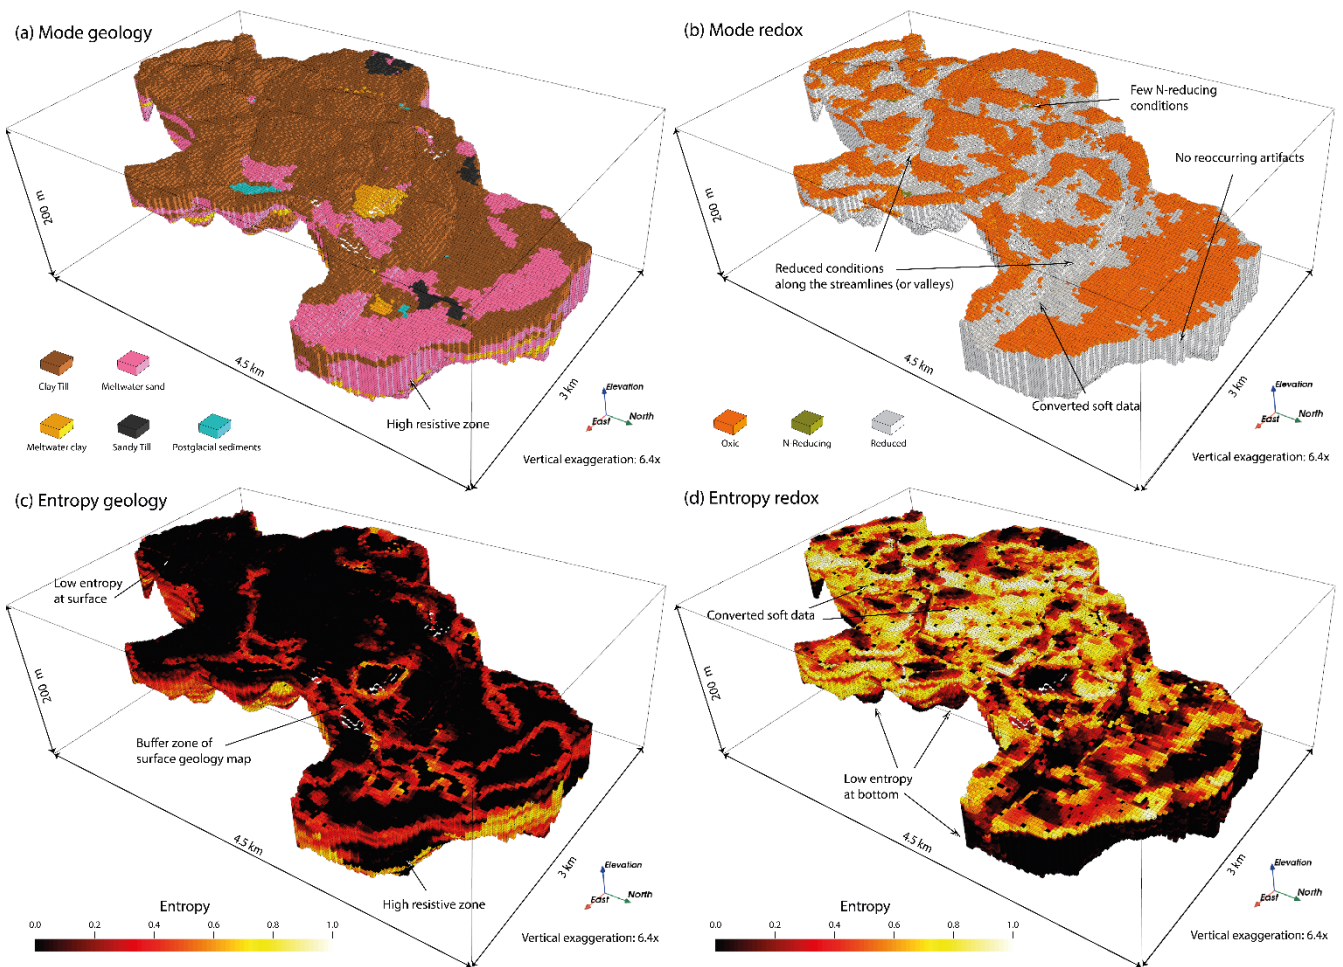 (a) Mode geology
200 m
4.5 km
3 km
Clay Till
Meltwater sand
Meltwater clay
Sandy Till
Postglacial sediments
High resistive zone
Elevation
North
East
Vertical exaggeration: 6.4x
(b) Mode redox
Few N-reducing
conditions
No reoccurring artifacts
200 m
Reduced conditions
along the streamlines (or valleys)
4.5 km
3 km
Converted soft data
Oxic
N-Reducing
Reduced
Elevation
North
East
Vertical exaggeration: 6.4x
(c) Entropy geology
Low entropy
at surface
200 m
Buffer zone of
surface geology map
4.5 km
3 km
High resistive zone
Elevation
North
East
Entropy
0.0 0.2 0.4 0.6 0.8 1.0
Vertical exaggeration: 6.4x
(d) Entropy redox
Converted soft data
200 m
Low entropy
at bottom
4.5 km
3 km
Elevation
North
East
Entropy
0.0 0.2 0.4 0.6 0.8 1.0
Vertical exaggeration: 6.4x